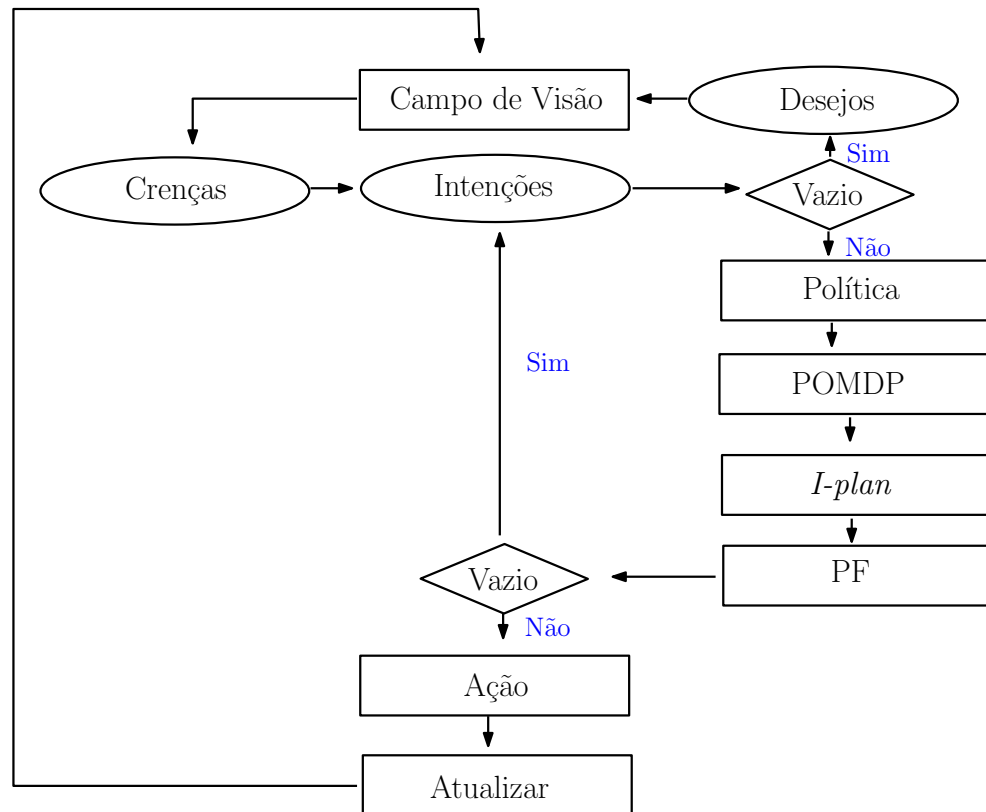 Campo de Visão
Desejos
Sim
Crenças
Intenções
Vazio
Não
Política
Sim
POMDP
I-plan
PF
Vazio
Não
Ação
Atualizar